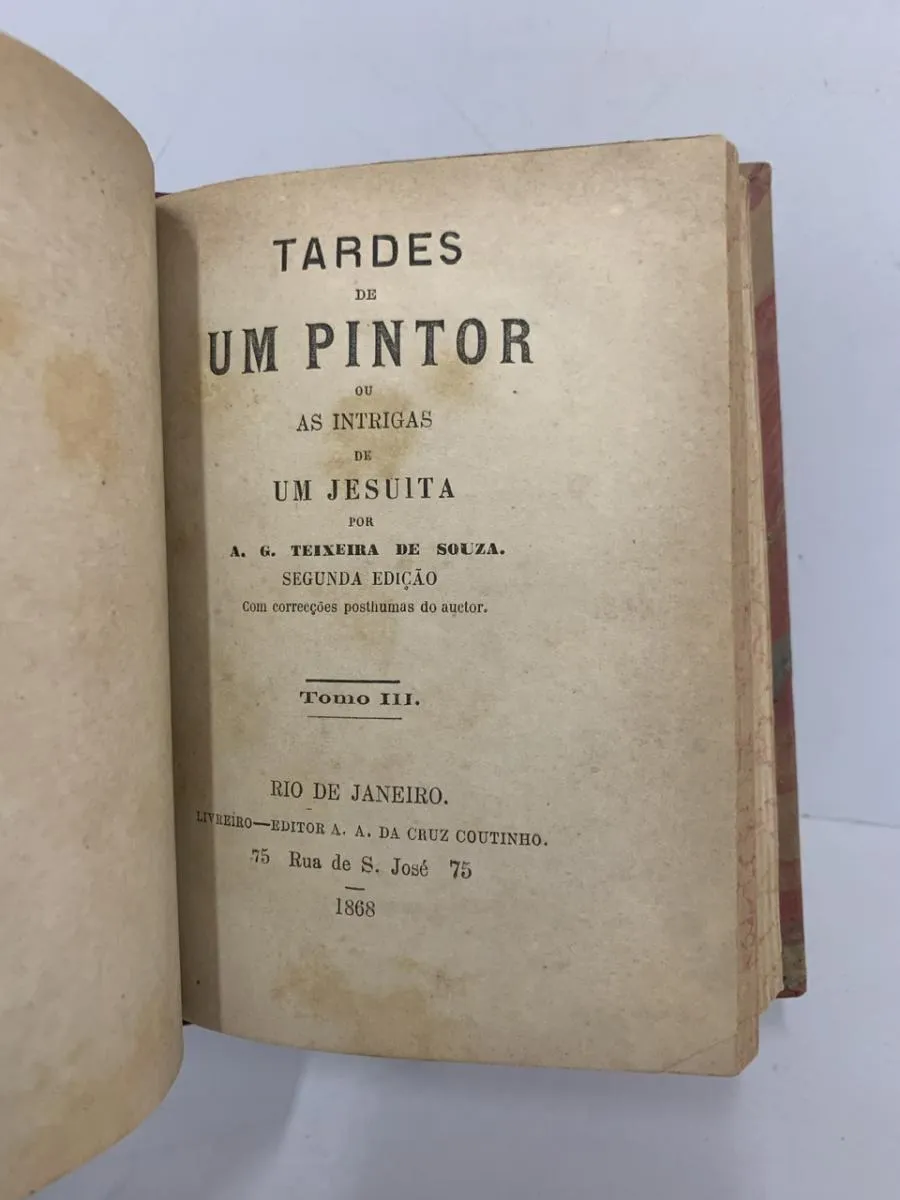 TARDES
DE
UM PINTOR
OU
AS INTRIGAS
DE
UM JESUITA
POR
A. G. TEIXEIRA DE SOUZA.
SEGUNDA EDIÇÃO
Com correcções posthumas do auctor.
Tomo III.
RIO DE JANEIRO.
LIVREIRO—EDITOR A. A. DA CRUZ COUTINHO.
75 Rua de S. José 75
1868